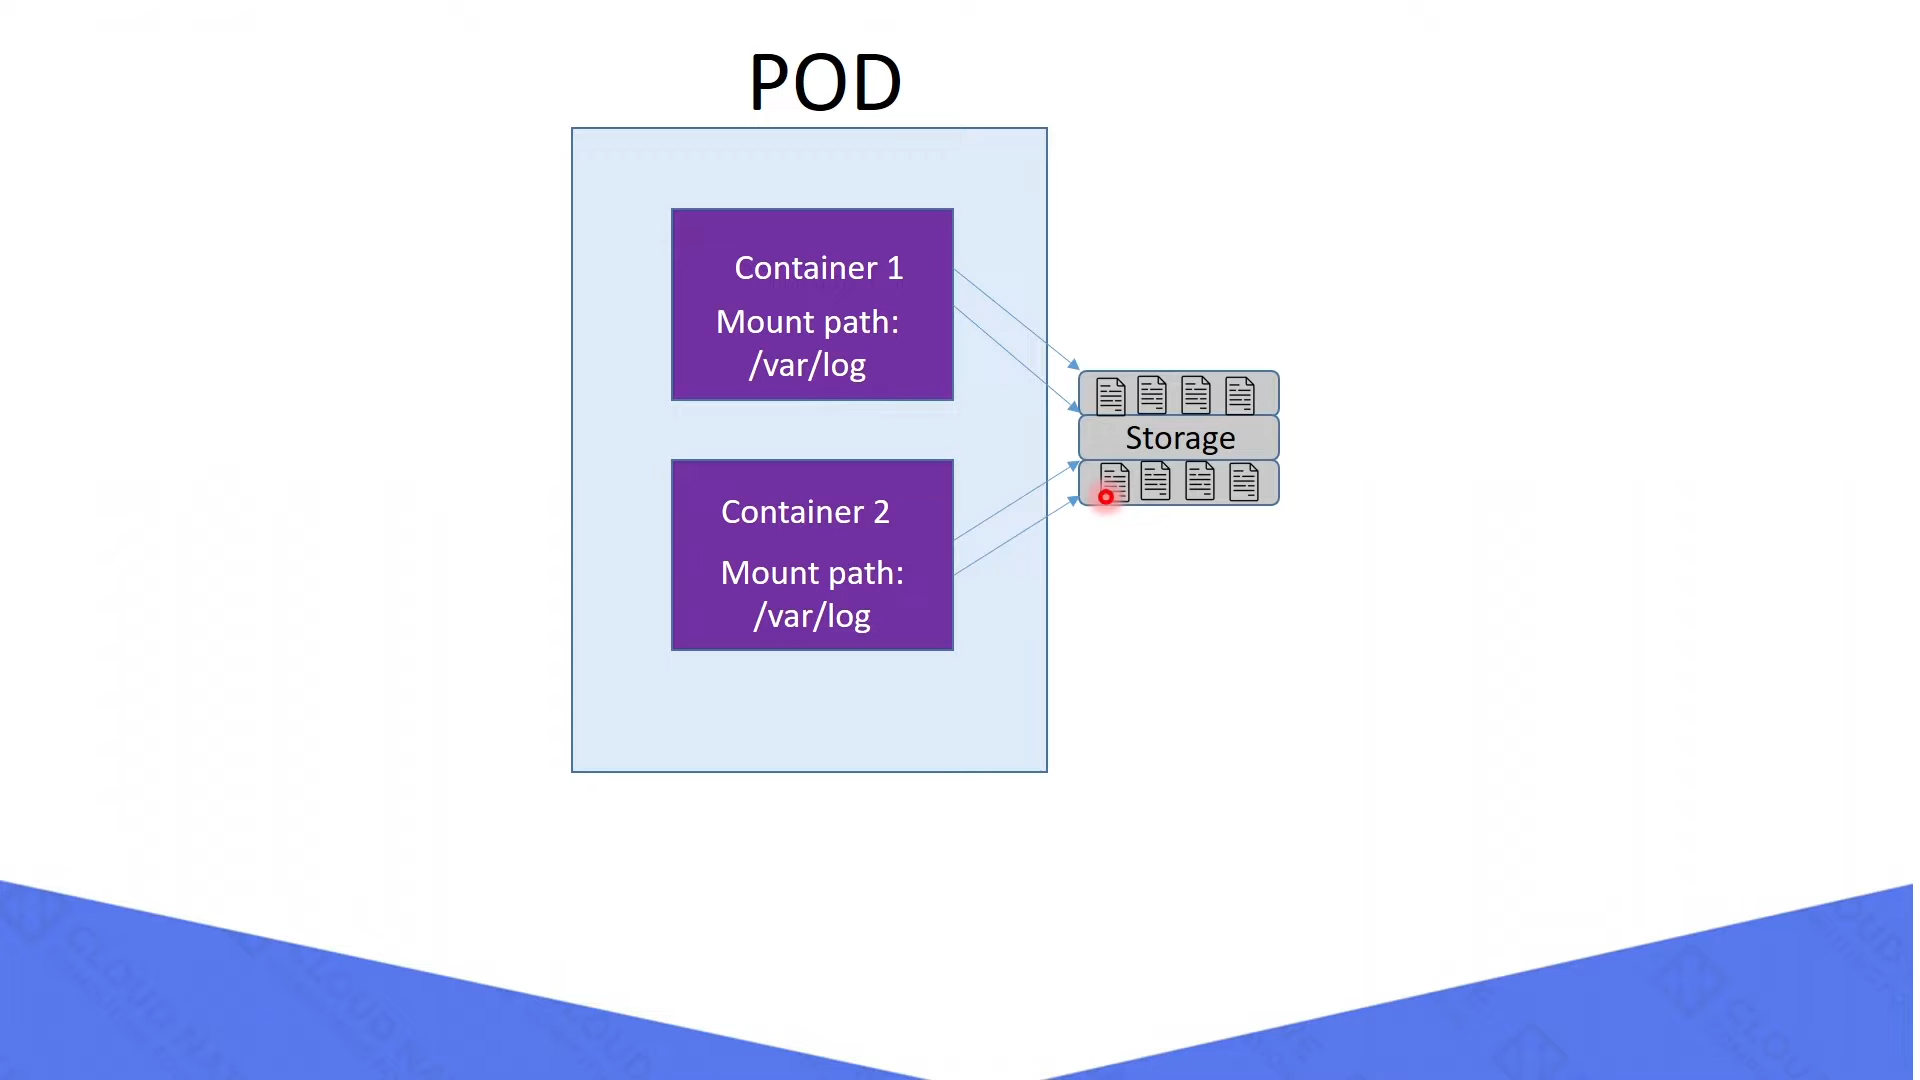 POD
Container 1
Mount path:
/var/log
Storage
Container 2
Mount path:
/var/log